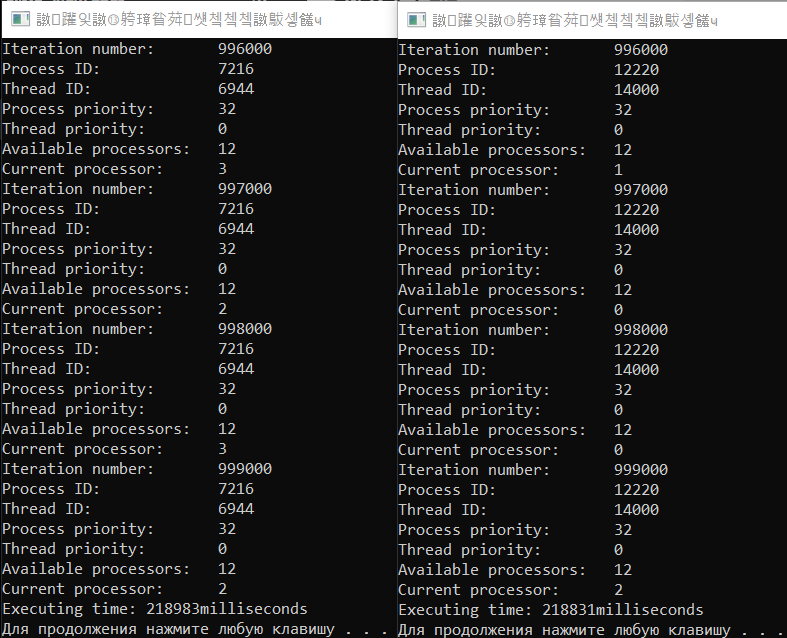 Iteration number: 996000
Process ID: 7216
Thread ID: 6944
Process priority: 32
Thread priority: 0
Available processors: 12
Current processor: 3
Iteration number: 997000
Process ID: 7216
Thread ID: 6944
Process priority: 32
Thread priority: 0
Available processors: 12
Current processor: 2
Iteration number: 998000
Process ID: 7216
Thread ID: 6944
Process priority: 32
Thread priority: 0
Available processors: 12
Current processor: 3
Iteration number: 999000
Process ID: 7216
Thread ID: 6944
Process priority: 32
Thread priority: 0
Available processors: 12
Current processor: 2
Executing time: 218983milliseconds
Для продолжения нажмите любую клавишу . . .
Iteration number: 996000
Process ID: 12220
Thread ID: 14000
Process priority: 32
Thread priority: 0
Available processors: 12
Current processor: 1
Iteration number: 997000
Process ID: 12220
Thread ID: 14000
Process priority: 32
Thread priority: 0
Available processors: 12
Current processor: 0
Iteration number: 998000
Process ID: 12220
Thread ID: 14000
Process priority: 32
Thread priority: 0
Available processors: 12
Current processor: 0
Iteration number: 999000
Process ID: 12220
Thread ID: 14000
Process priority: 32
Thread priority: 0
Available processors: 12
Current processor: 2
Executing time: 218831milliseconds
Для продолжения нажмите любую клавишу . . .